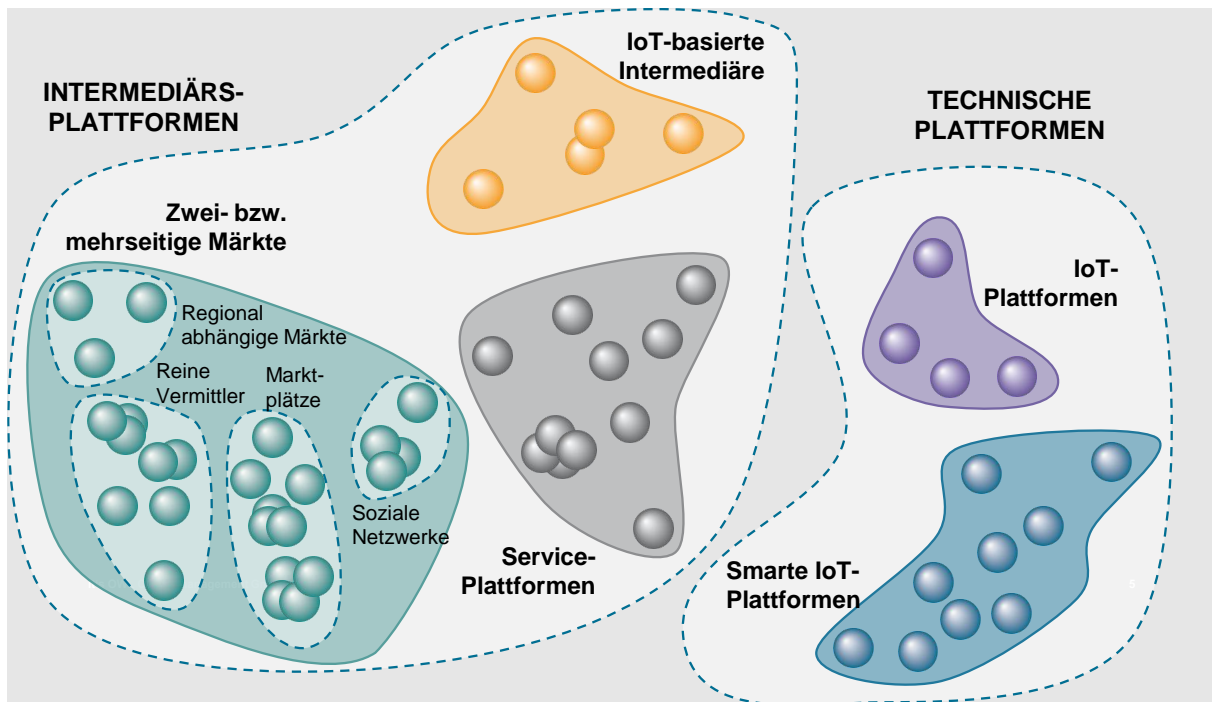 INTERMEDIÄRS-
PLATTFORMEN
IoT-basierte
Intermediäre
TECHNISCHE
PLATTFORMEN
Zwei- bzw.
mehrseitige Märkte
Regional
abhängige Märkte
Reine
Vermittler
Markt-
plätze
Soziale
Netzwerke
Service-
Plattformen
IoT-
Plattformen
Smarte IoT-
Plattformen
5